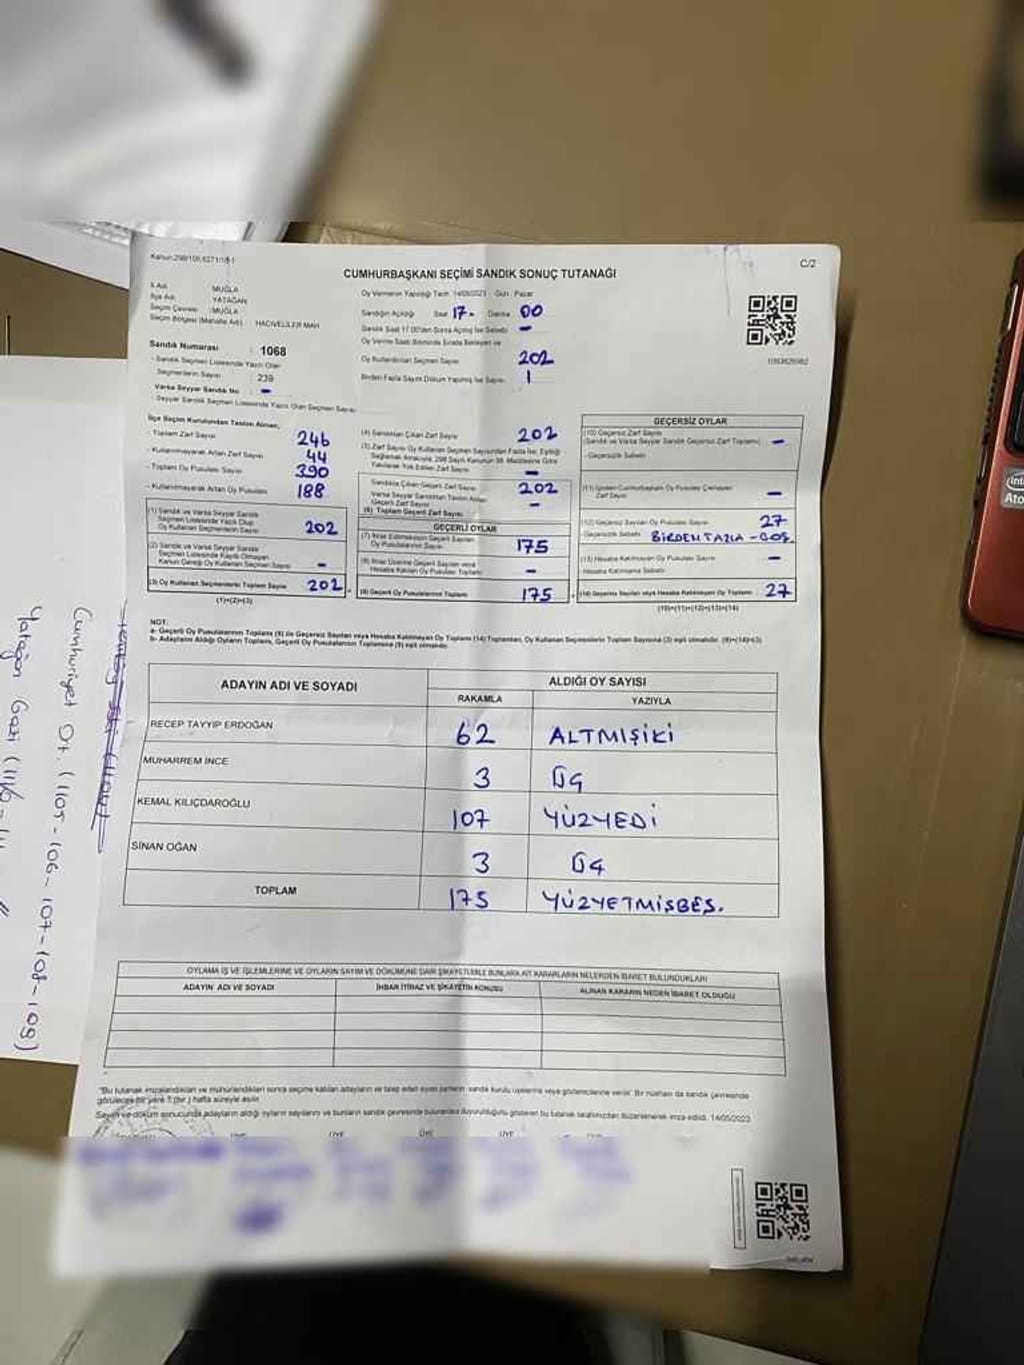 Kanun:298/105,6271/18-1
C/2
CUMHURBAŞKANI SEÇİMİ SANDIK SONUÇ TUTANAĞI
İl Adı : MUĞLA
İlçe Adı : YATAĞAN
Seçim Çevresi : MUĞLA
Seçim Bölgesi (Mahalle Adı) : HACIVELİLER MAH
Sandık Numarası : 1068
Sandık Seçmen Listesinde Yazılı Olan
Seçmenlerin Sayısı : 239
Varsa Seyyar Sandık No : -
Seyyar Sandık Seçmen Listesinde Yazılı Olan Seçmen Sayısı
Oy Vermenin Yapıldığı Tarih: 14/05/2023 - Gün: Pazar
Sandığın Açıldığı Saat 17- Dakika 00
Sandık Saat 17.00'den Sonra Açılmış İse Sebebi -
Oy Verme Saati Bitiminde Sırada Bekleyen ve
Oy Kullandırılan Seçmen Sayısı 202
Birden Fazla Sayım Döküm Yapılmış İse Sayısı 1
İlçe Seçim Kurulundan Teslim Alınan;
- Toplam Zarf Sayısı 246
- Kullanılmayarak Artan Zarf Sayısı 44
- Toplam Oy Pusulası Sayısı 390
- Kullanılmayarak Artan Oy Pusulası 188
(1) Sandık ve Varsa Seyyar Sandık
Seçmen Listesinde Yazılı Olup
Oy Kullanan Seçmenlerin Sayısı 202
(2) Sandık ve Varsa Seyyar Sandık
Seçmen Listesinde Kayıtlı Olmayan
Kanun Gereği Oy Kullanan Seçmen Sayısı -
(3) Oy Kullanan Seçmenlerin Toplam Sayısı 202
(1)+(2)=(3)
(4) Sandıktan Çıkan Zarf Sayısı 202
(5) Zarf Sayısı Oy Kullanan Seçmen Sayısından Fazla İse, Eşitliği
Sağlamak Amacıyla, 298 Sayılı Kanunun 98. Maddesine Göre
Yakılarak Yok Edilen Zarf Sayısı -
Sandıkta Çıkan Geçerli Zarf Sayısı 202
Varsa Seyyar Sandıktan Teslim Alınan
Geçerli Zarf Sayısı -
(6) Toplam Geçerli Zarf Sayısı
GEÇERLİ OYLAR
(7) İtiraz Edilmeksizin Geçerli Sayılan
Oy Pusulalarının Sayısı 175
(8) İtiraz Üzerine Geçerli Sayılan veya
Hesaba Katılan Oy Pusulası Toplamı -
(9) Geçerli Oy Pusulalarının Toplamı 175
GEÇERSİZ OYLAR
(10) Geçersiz Zarf Sayısı
(Sandık ve Varsa Seyyar Sandık Geçersiz Zarf Toplamı) -
- Geçersizlik Sebebi
(11) İçinden Cumhurbaşkanı Oy Pusulası Çıkmayan
Zarf Sayısı -
(12) Geçersiz Sayılan Oy Pusulası Sayısı 27
- Geçersizlik Sebebi BİRDEN FAZLA - BOŞ
(13) Hesaba Katılmayan Oy Pusulası Sayısı -
Hesaba Katılmama Sebebi
(14) Geçersiz Sayılan veya Hesaba Katılmayan Oy Toplamı 27
(10)+(11)+(12)+(13)=(14)
NOT:
a- Geçerli Oy Pusulalarının Toplamı (9) ile Geçersiz Sayılan veya Hesaba Katılmayan Oy Toplamı (14) Toplamları, Oy Kullanan Seçmenlerin Toplam Sayısına (3) eşit olmalıdır. (9)+(14)=(3)
b- Adayların Aldığı Oyların Toplamı, Geçerli Oy Pusulalarının Toplamına (9) eşit olmalıdır.
ADAYIN ADI VE SOYADI
ALDIĞI OY SAYISI
RAKAMLA YAZIYLA
RECEP TAYYIP ERDOĞAN 62 ALTMIŞİKİ
MUHARREM İNCE 3 ÜÇ
KEMAL KILIÇDAROĞLU 107 YÜZYEDİ
SİNAN OĞAN 3 ÜÇ
TOPLAM 175 YÜZYETMİŞBEŞ.
OYLAMA İŞ VE İŞLEMLERİNE VE OYLARIN SAYIM VE DÖKÜMÜNE DAİR ŞİKAYETLERLE BUNLARA AİT KARARLARIN NELERDEN İBARET BULUNDUKLARI
ADAYIN ADI VE SOYADI
İHBAR İTİRAZ VE ŞİKAYETİN KONUSU
ALINAN KARARIN NEDEN İBARET OLDUĞU
"Bu tutanak imzalandıktan ve mühürlendikten sonra seçime katılan adayların ve talep eden siyasi partilerin sandık kurulu üyelerine veya gözlemcilerine verilir. Bir nüshası da sandık çevresinde
görülecek bir yere 1 (bir) hafta süreyle asılır.
Sayım ve döküm sonucunda adayların aldığı oyların sayılarını ve bunların sandık çevresinde bulunanlara duyurulduğunu gösteren bu tutanak tarafımızdan düzenlenerek imza edildi. 14/05/2023
ÜYE ÜYE ÜYE ÜYE ÜYE
Cumhuriyet O.t. (1105-106-107-108-109)
Yatağan Gazi (1110-11
intel
Ato